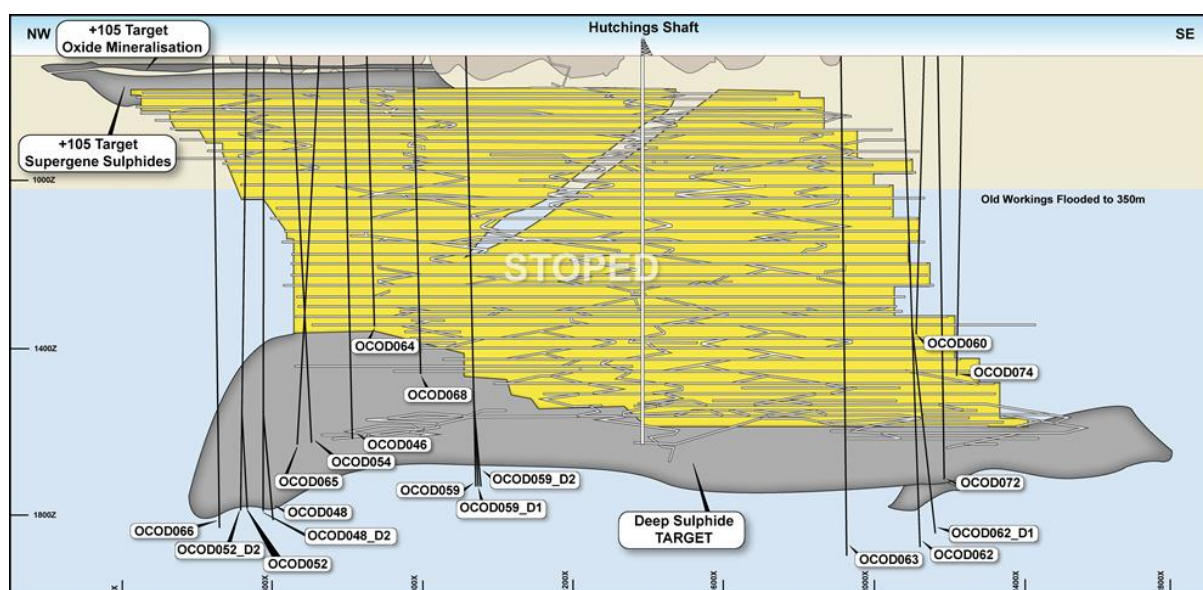 NW
+105 Target
Oxide Mineralisation
Hutchings Shaft
SE
+105 Target
Supergene Sulphides
1000Z
Old Workings Flooded to 350m
STOPED
OCOD064
OCOD060
1400Z
OCOD074
OCOD068
OCOD046
OCOD054
OCOD065
OCOD059_D2
OCOD059
OCOD072
OCOD059_D1
OCOD048
1800Z
OCOD066
Deep Sulphide
TARGET
OCOD048_D2
OCOD062_D1
OCOD052_D2
OCOD052
OCOD063
OCOD062